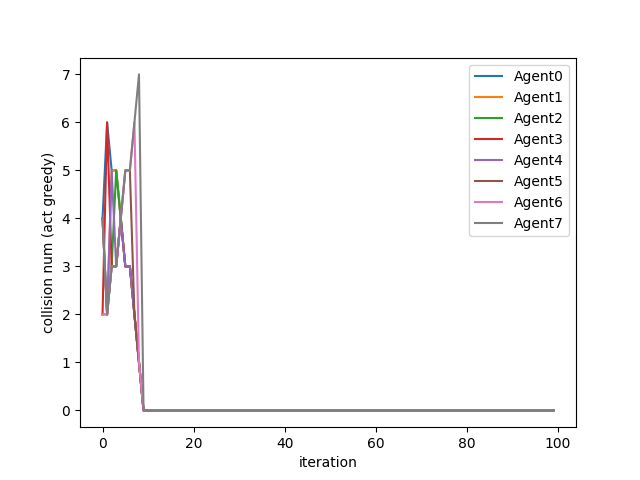 collision num (act greedy)
7
6
5
4
3
2
1
0
0 20 40 60 80 100
iteration
Agent0
Agent1
Agent2
Agent3
Agent4
Agent5
Agent6
Agent7